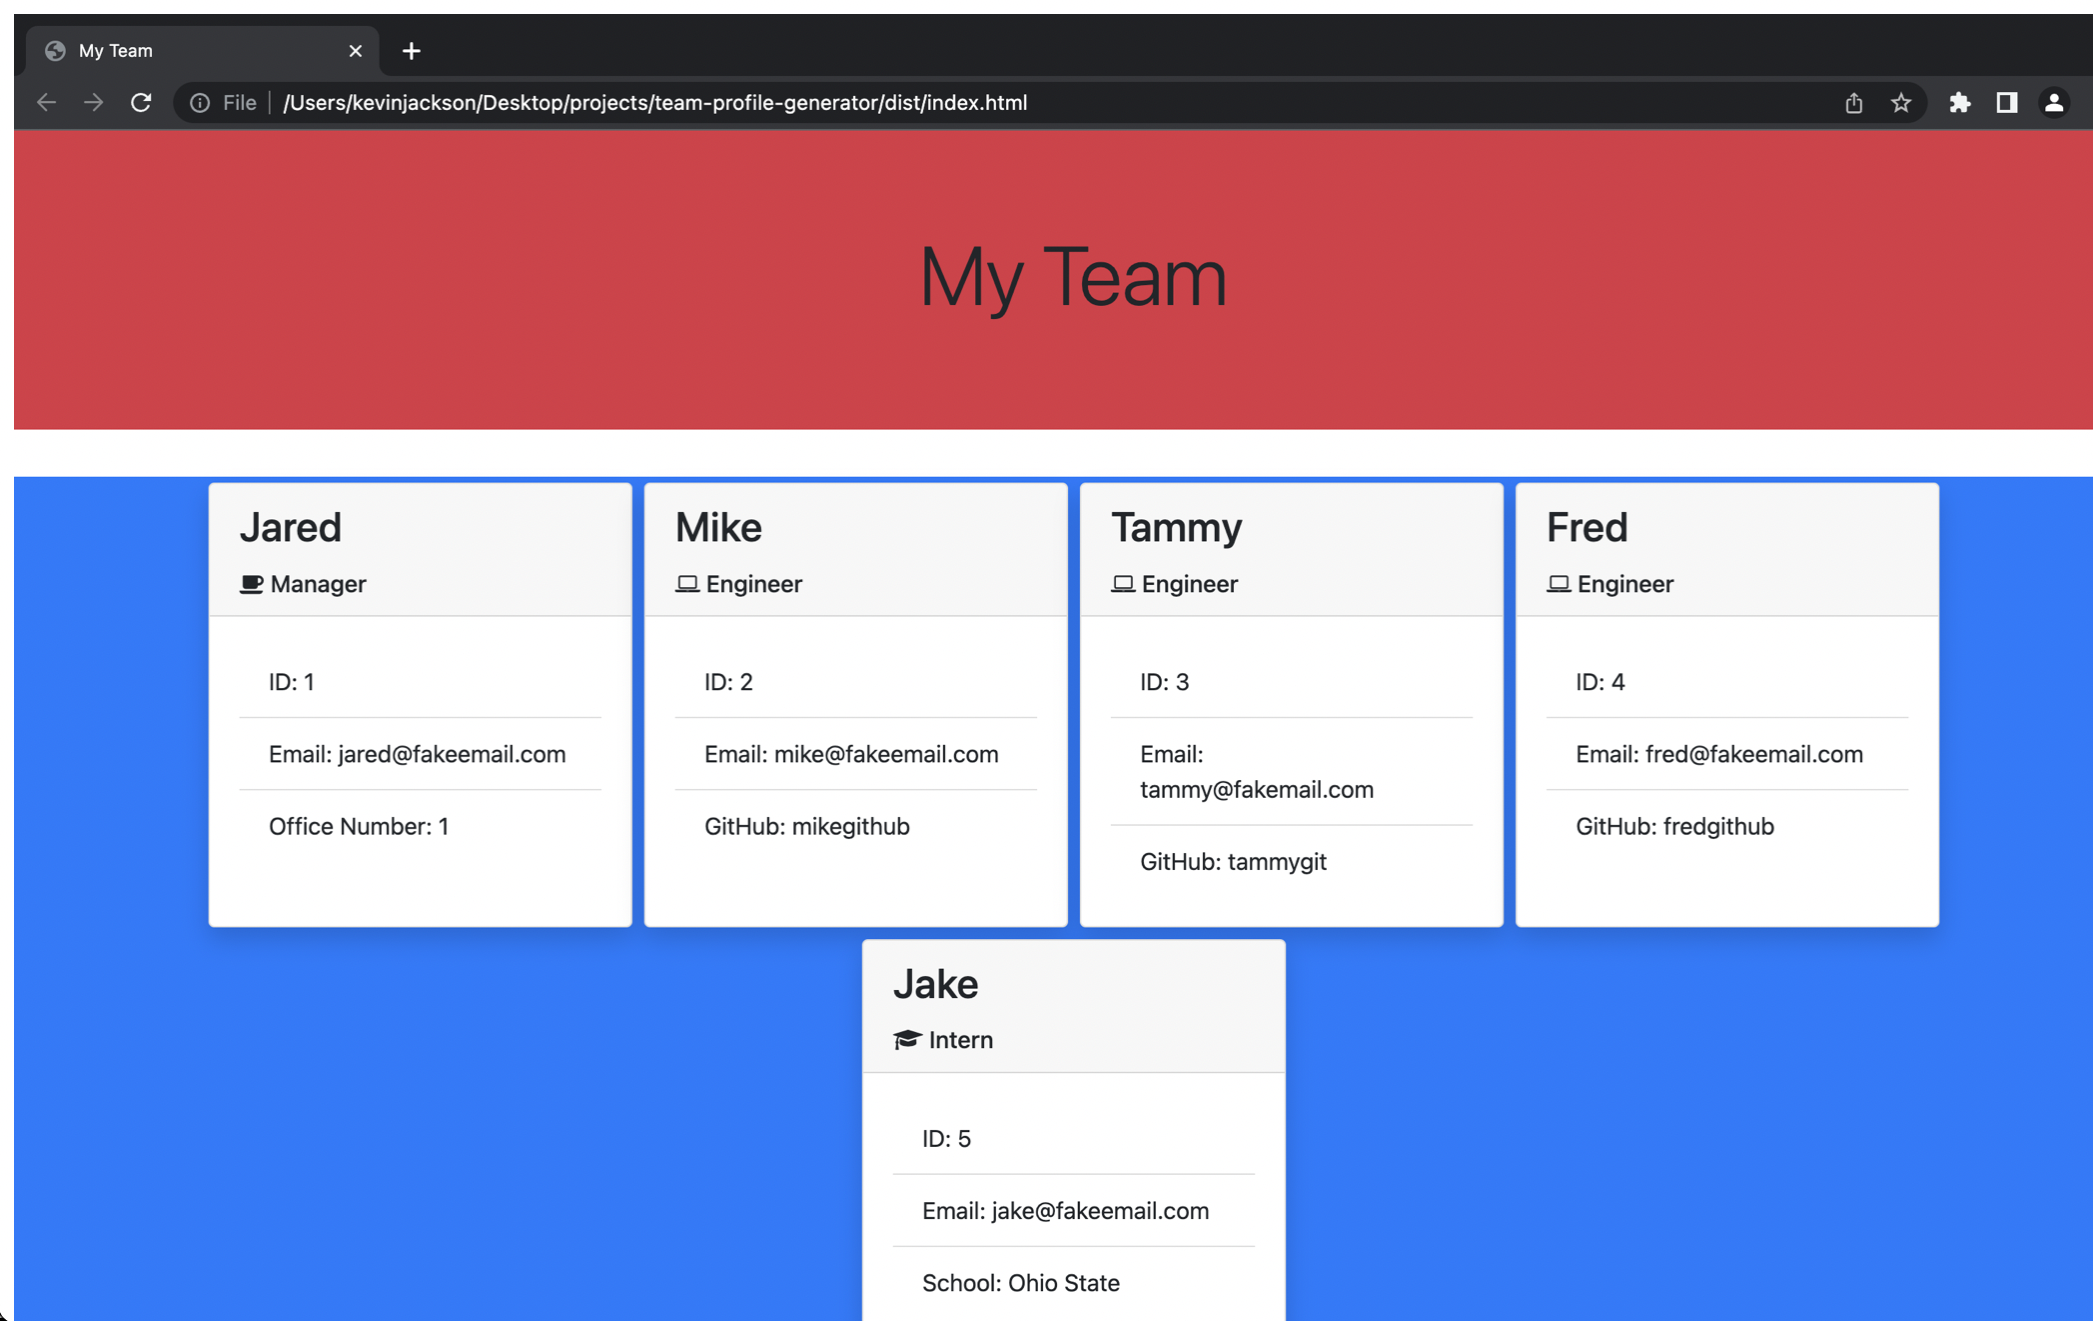 My Team
File /Users/kevinjackson/Desktop/projects/team-profile-generator/dist/index.html
My Team
Jared
Manager
ID: 1
Email: jared@fakeemail.com
Office Number: 1
Mike
Engineer
ID: 2
Email: mike@fakeemail.com
GitHub: mikegithub
Tammy
Engineer
ID: 3
Email:
tammy@fakemail.com
GitHub: tammygit
Fred
Engineer
ID: 4
Email: fred@fakeemail.com
GitHub: fredgithub
Jake
Intern
ID: 5
Email: jake@fakeemail.com
School: Ohio State